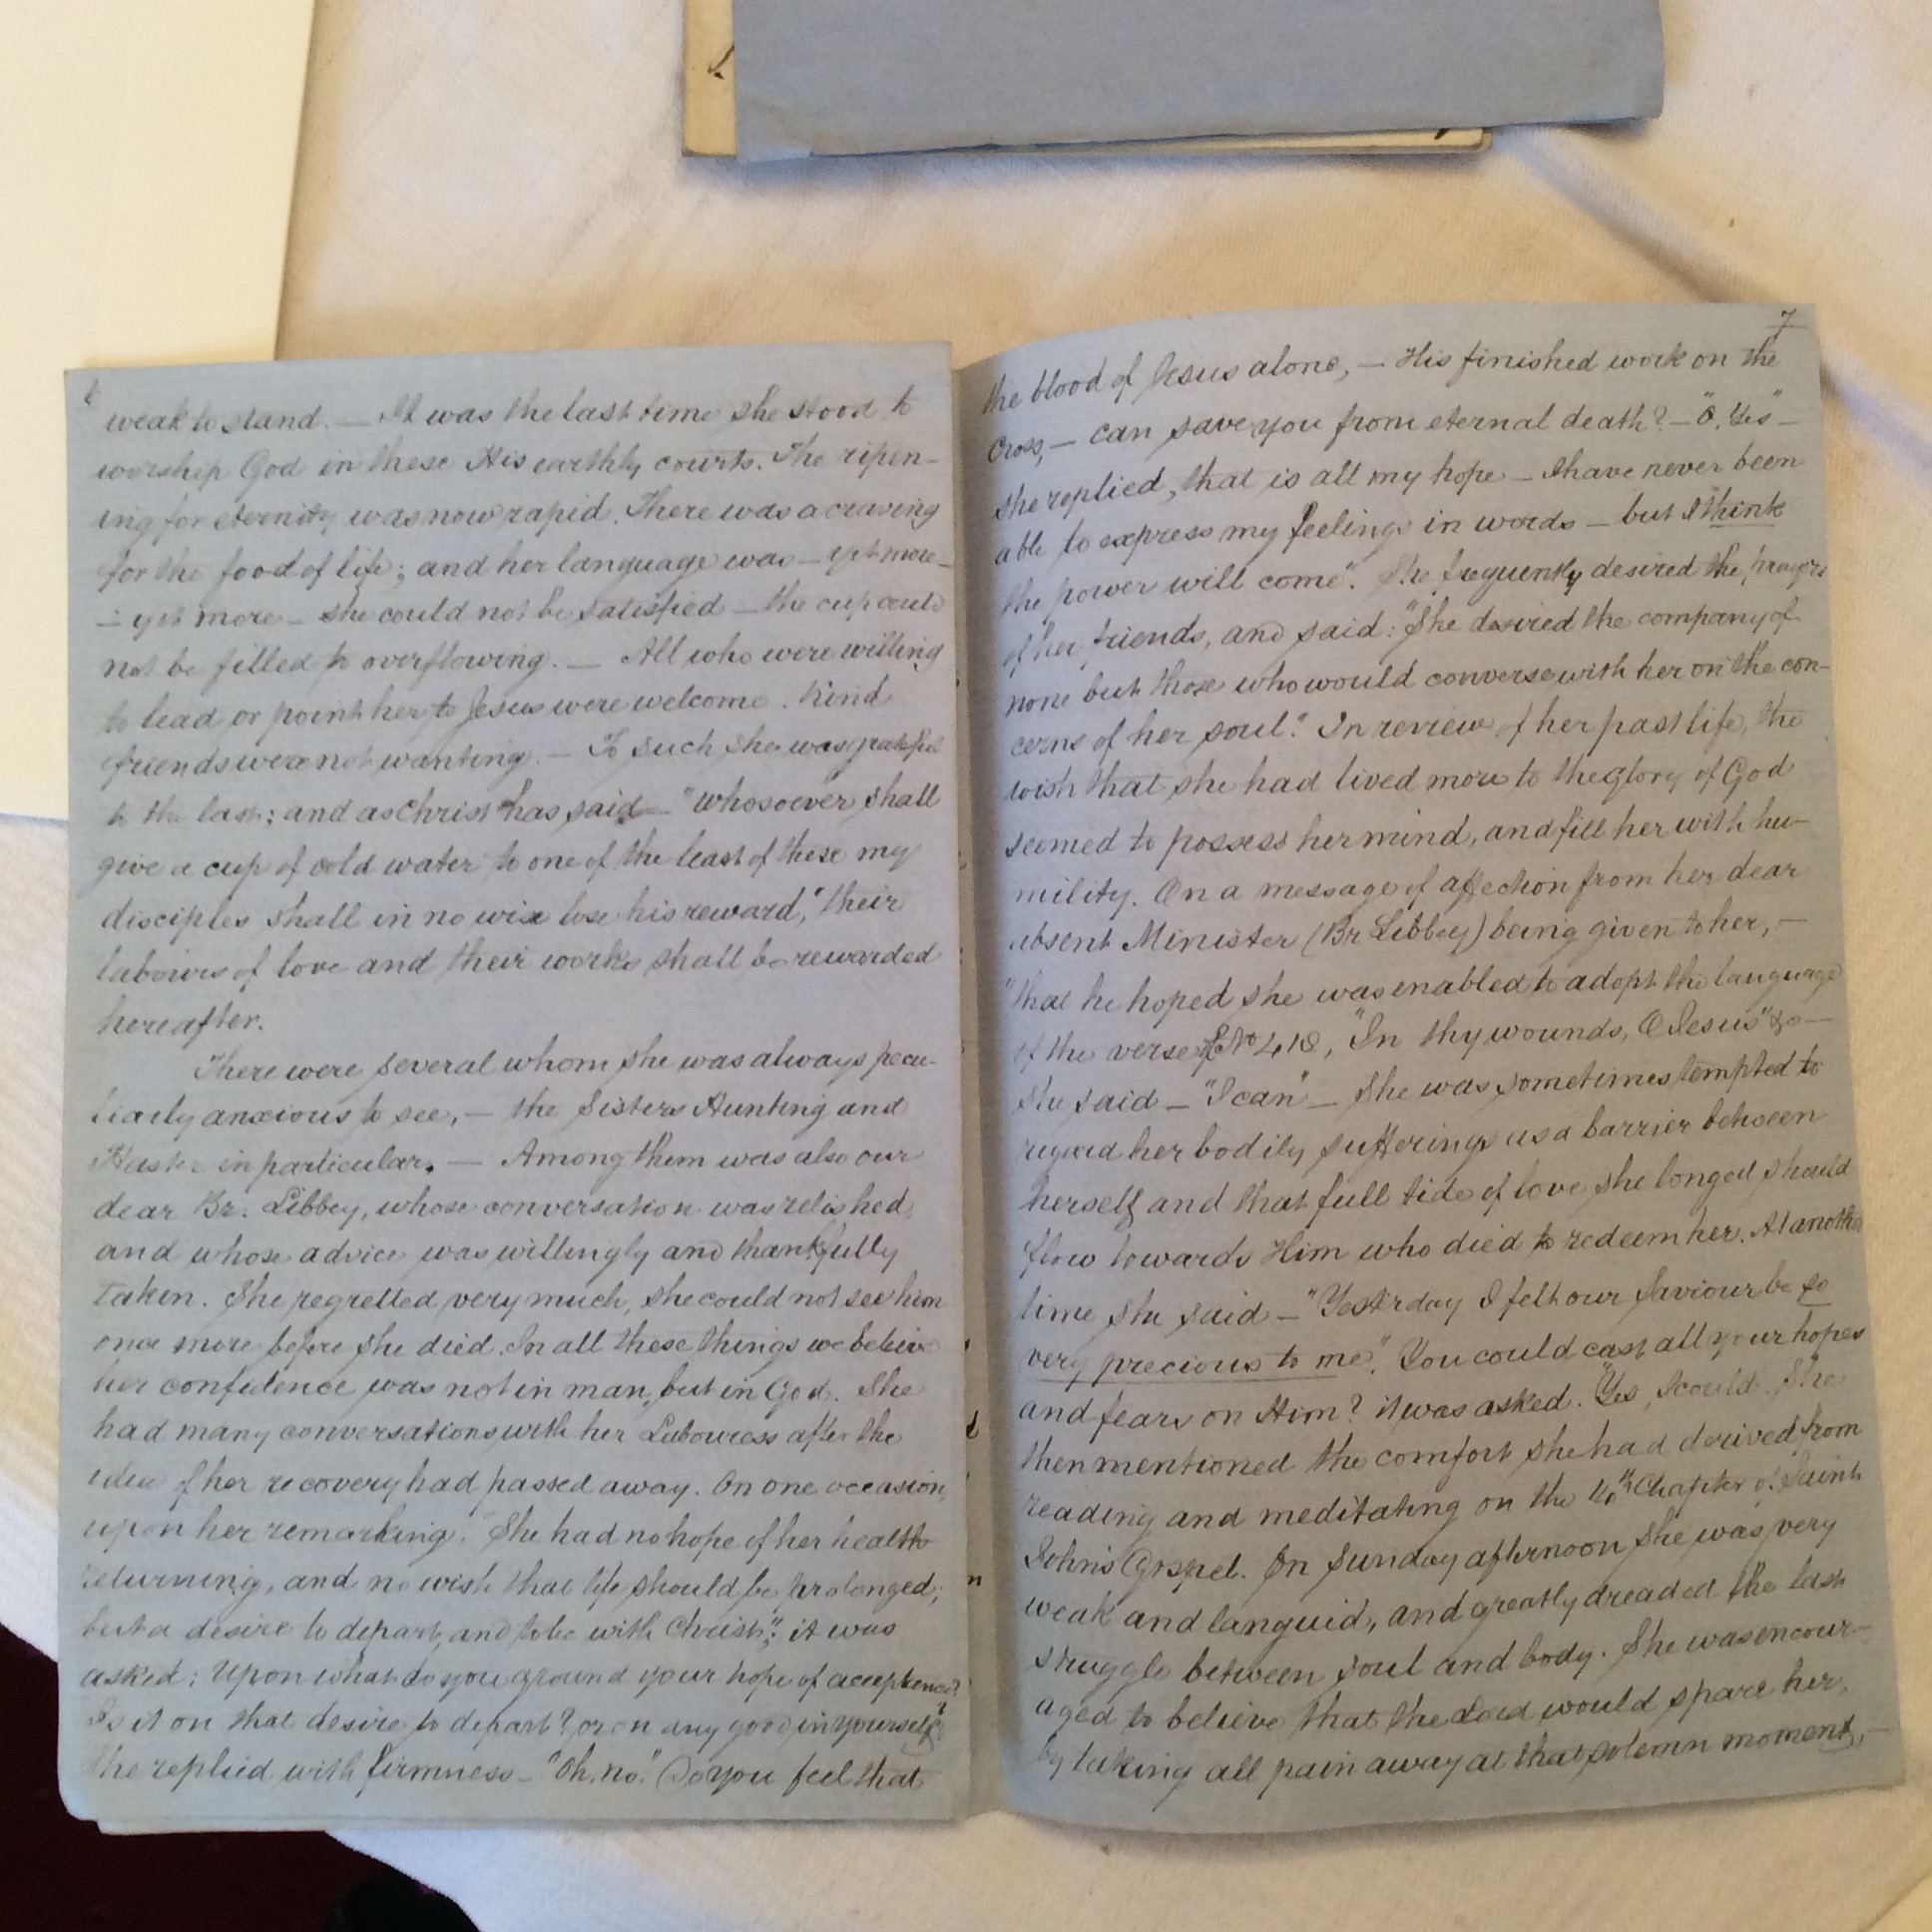 6
weak to stand. — It was the last time she stood to
worship God in these His earthly courts. The ripen-
ing for eternity was now rapid. There was a craving
for the food of life; and her language was — yet more —
— yet more — she could not be satisfied — the cup could
not be filled to overflowing. — All who were willing
to lead or point her to Jesus were welcome. Kind
friends were not wanting. — To such she was grateful
to the last; and as Christ has said — "whosoever shall
give a cup of cold water to one of the least of these my
disciples shall in no wise lose his reward," their
labours of love and their works shall be rewarded
hereafter.
There were several whom she was always pecu-
liarly anxious to see, — the Sisters Hunting and
in particular. — Among them was also our
dear Br. Libbey, whose conversation was relished,
and whose advice was willingly and thankfully
taken. She regretted very much, she could not see him
once more before she died. In all these things we believe
her confidence was not in man, but in God. She
had many conversations with her Labouress after the
idea of her recovery had passed away. On one occasion,
upon her remarking, "She had no hope of her health
returning, and no wish that life should be prolonged;
but a desire to depart, and to be with Christ"; it was
asked: Upon what do you ground your hope of acceptance?
Is it on that desire to depart? or on any good in yourself?
She replied with firmness — "Oh, no." Do you feel that
7
the blood of Jesus alone, — His finished work on the
Cross, — can save you from eternal death? — "O, Yes" —
she replied, that is all my hope — I have never been
able to express my feelings in words — but I think
the power will come". She frequently desired the prayers
of her friends, and said: "She desired the company of
none but those who would converse with her on the con-
cerns of her soul." In review of her past life, the
wish that she had lived more to the glory of God
seemed to possess her mind, and fill her with hu-
mility. On a message of affection from her dear
absent Minister (Br Libbey) being given to her, —
"that he hoped she was enabled to adopt the language
of the verse of No 418, "In thy wounds, O Jesus" &c —
she said — "I can" — She was sometimes tempted to
regard her bodily sufferings as a barrier between
herself and that full tide of love she longed should
flow towards Him who died to redeem her. At another
time she said — "Yesterday I felt our Saviour be so
very precious to me". You could cast all your hopes
and fears on Him? it was asked. "Yes, I could. She
then mentioned the comfort she had derived from
reading and meditating on the Chapter of Saint
John's Gospel. On Sunday afternoon she was very
weak and languid, and greatly dreaded the last
struggle between soul and body. She was encour-
aged to believe that the Lord would spare her,
by taking all pain away at that solemn moment, —